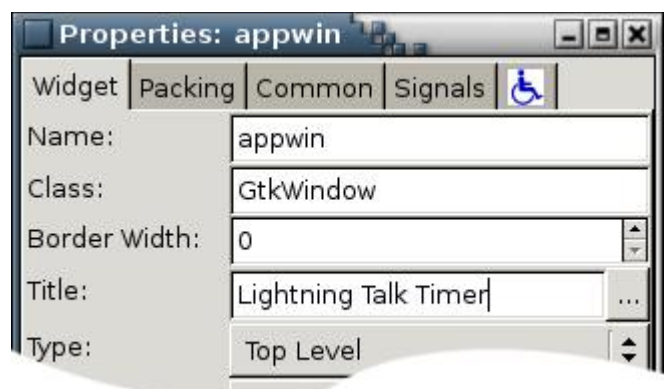 Properties: appwin
Widget Packing Common Signals
Name: appwin
Class: GtkWindow
Border Width: 0
Title: Lightning Talk Timer ...
Type: Top Level